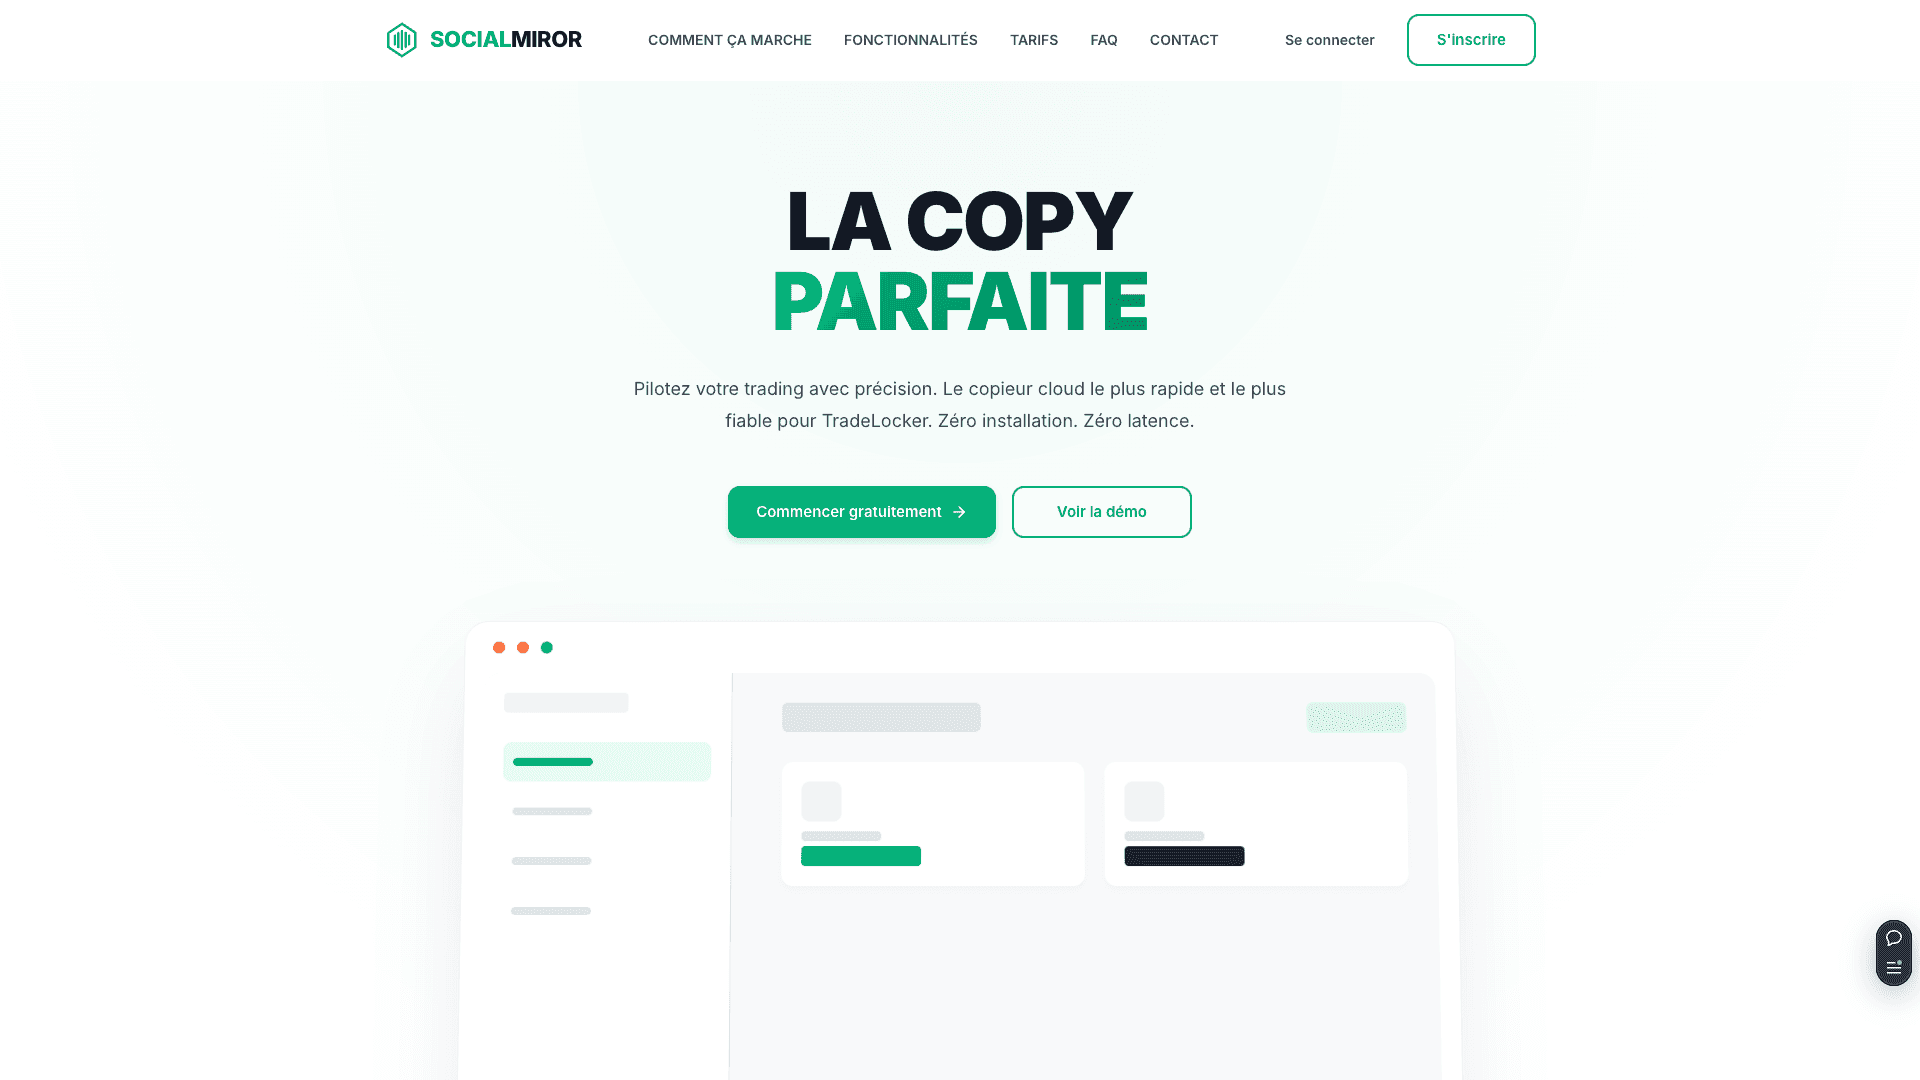 SOCIALMIROR
COMMENT ÇA MARCHE
FONCTIONNALITÉS
TARIFS
FAQ
CONTACT
Se connecter
S'inscrire
LA COPY
PARFAITE
Pilotez votre trading avec précision. Le copieur cloud le plus rapide et le plus
fiable pour TradeLocker. Zéro installation. Zéro latence.
Commencer gratuitement →
Voir la démo